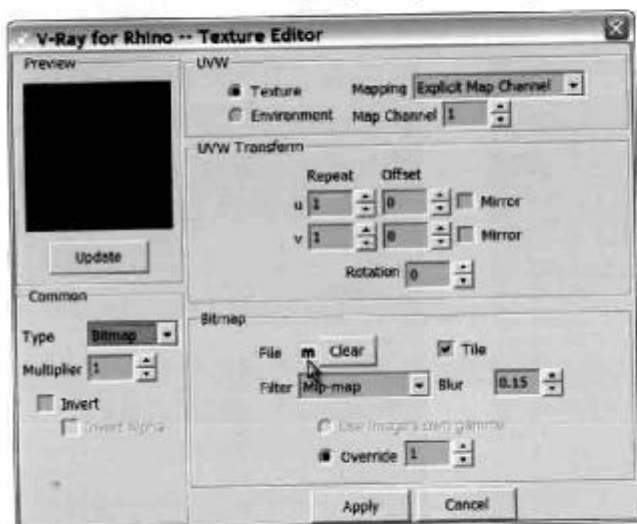 V-Ray for Rhino -- Texture Editor
Preview
Update
Common
Type Bitmap
Multiplier 1
Invert
Invert Alpha
UVW
Texture Mapping Explicit Map Channel
Environment Map Channel 1
UVW Transform
Repeat Offset
u 1 0 Mirror
v 1 0 Mirror
Rotation 0
Bitmap
File m Clear Tile
Filter Mip-map Blur 0.15
Use image's own gamma
Override 1
Apply Cancel